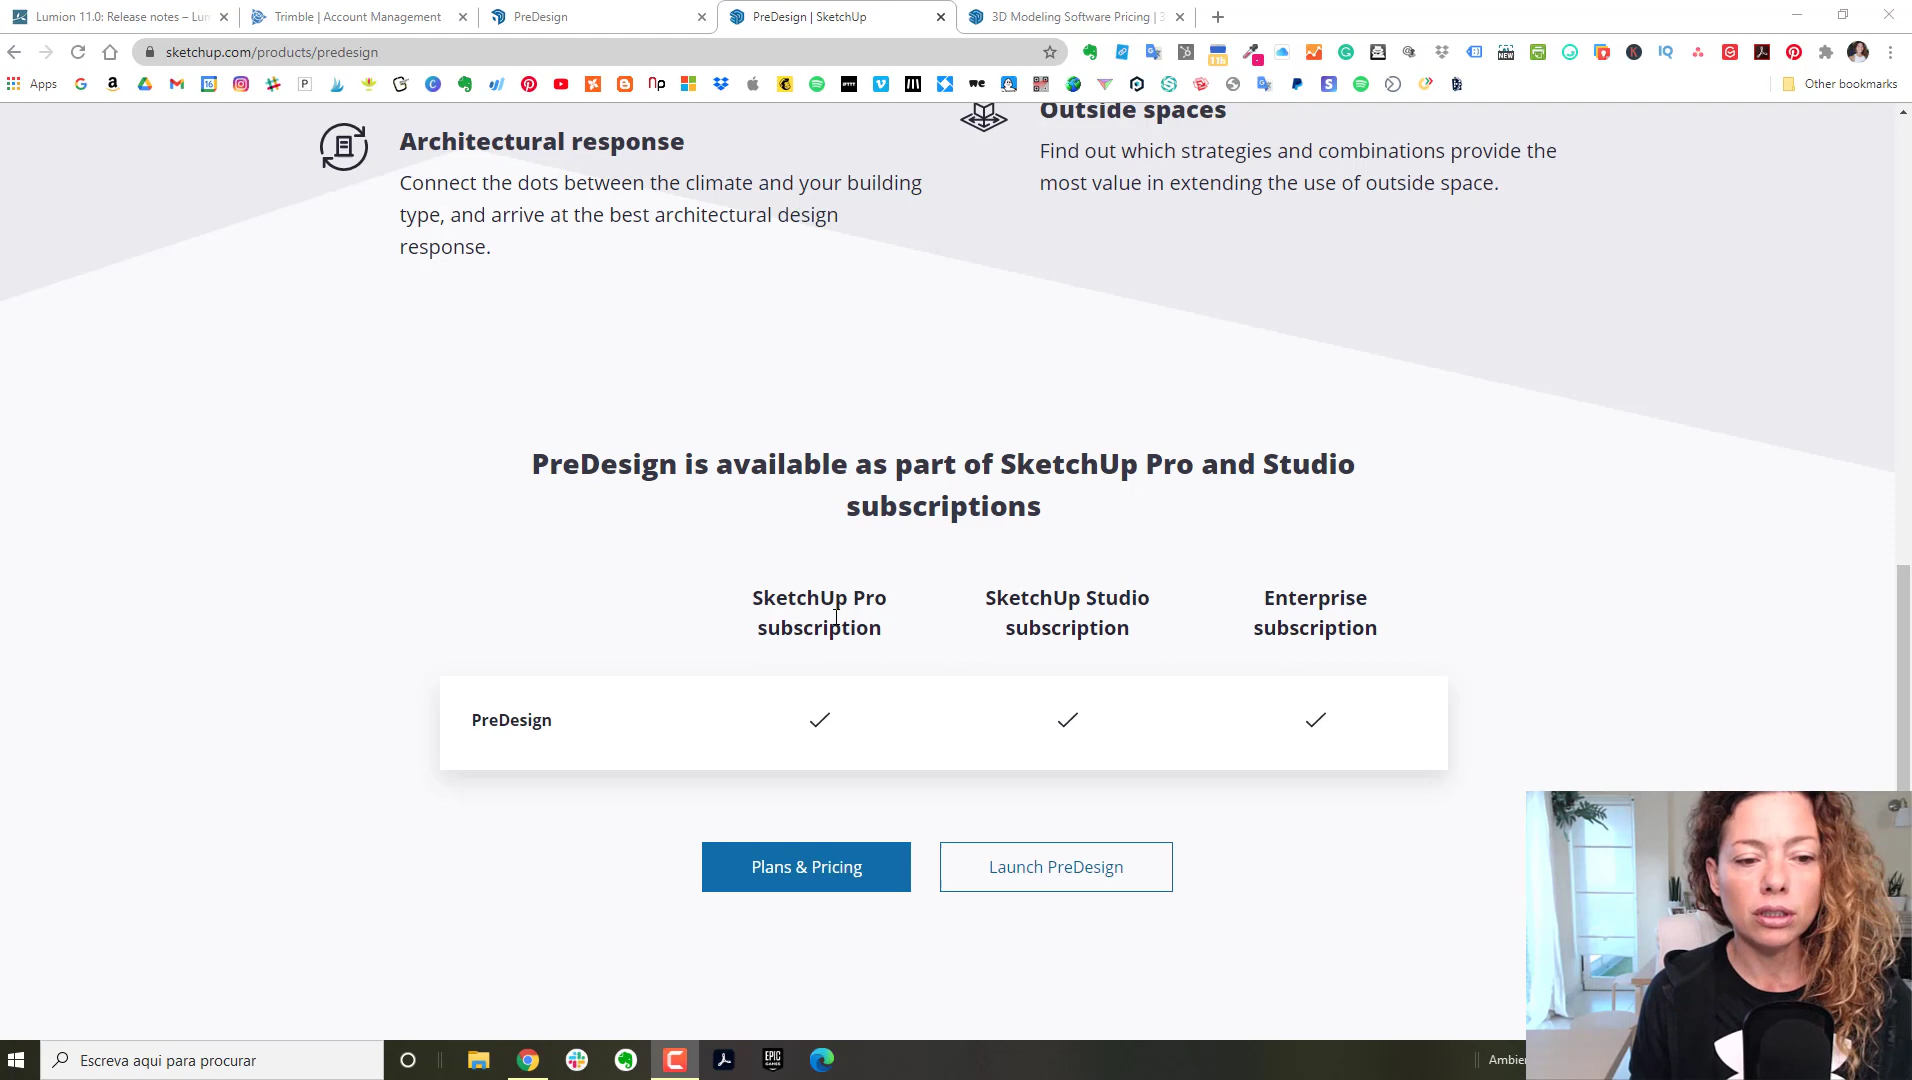 Lumion 11.0: Release notes – Lun
Trimble | Account Management
PreDesign
PreDesign | SketchUp
3D Modeling Software Pricing | 3
sketchup.com/products/predesign
Apps
Other bookmarks
Architectural response
Connect the dots between the climate and your building
type, and arrive at the best architectural design
response.
Outside spaces
Find out which strategies and combinations provide the
most value in extending the use of outside space.
PreDesign is available as part of SketchUp Pro and Studio
subscriptions
SketchUp Pro
subscription
SketchUp Studio
subscription
Enterprise
subscription
PreDesign
Plans & Pricing
Launch PreDesign
Escreva aqui para procurar
Ambien